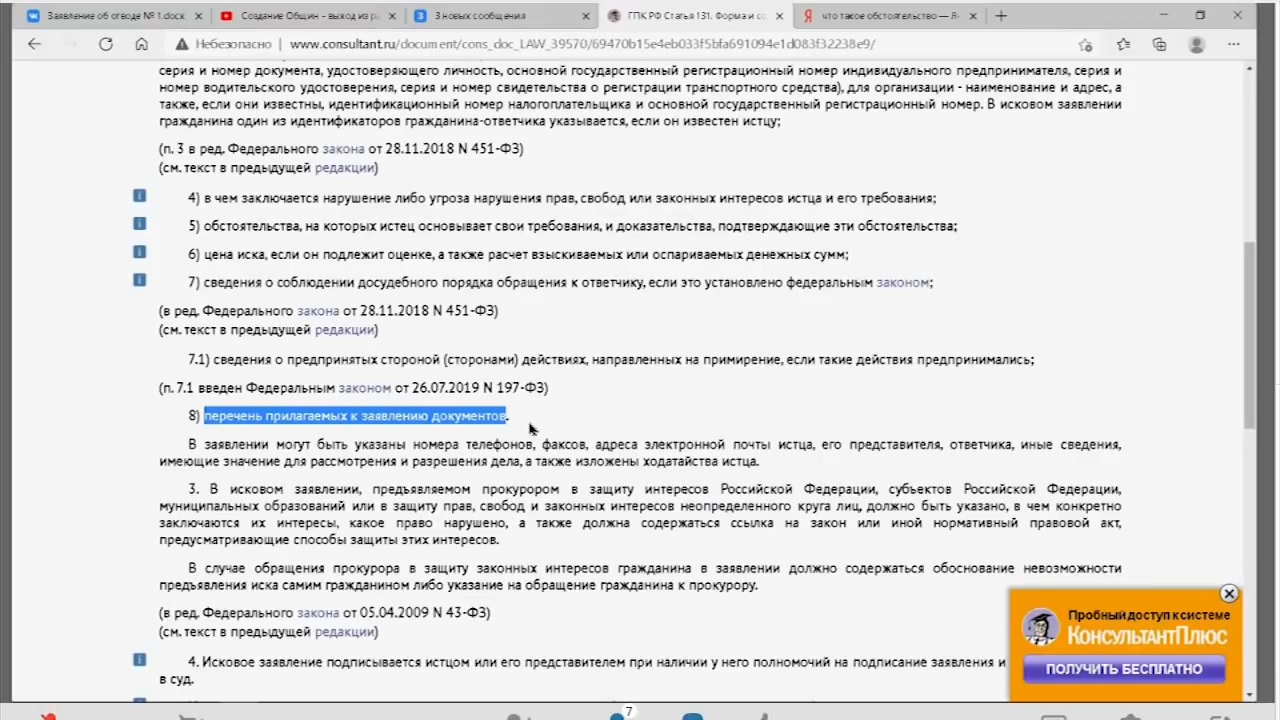 Заявление об отводе № 1.docx
Создание Общин - выход из ра
3 новых сообщения
ГПК РФ Статья 131. Форма и со
что такое обстоятельство — Ян
Небезопасно | www.consultant.ru/document/cons_doc_LAW_39570/69470b15e4eb033f5bfa691094e1d083f32238e9/
серия и номер документа, удостоверяющего личность, основной государственный регистрационный номер индивидуального предпринимателя, серия и
номер водительского удостоверения, серия и номер свидетельства о регистрации транспортного средства), для организации - наименование и адрес, а
также, если они известны, идентификационный номер налогоплательщика и основной государственный регистрационный номер. В исковом заявлении
гражданина один из идентификаторов гражданина-ответчика указывается, если он известен истцу;
(п. 3 в ред. Федерального закона от 28.11.2018 N 451-ФЗ)
(см. текст в предыдущей редакции)
4) в чем заключается нарушение либо угроза нарушения прав, свобод или законных интересов истца и его требования;
5) обстоятельства, на которых истец основывает свои требования, и доказательства, подтверждающие эти обстоятельства;
6) цена иска, если он подлежит оценке, а также расчет взыскиваемых или оспариваемых денежных сумм;
7) сведения о соблюдении досудебного порядка обращения к ответчику, если это установлено федеральным законом;
(в ред. Федерального закона от 28.11.2018 N 451-ФЗ)
(см. текст в предыдущей редакции)
7.1) сведения о предпринятых стороной (сторонами) действиях, направленных на примирение, если такие действия предпринимались;
(п. 7.1 введен Федеральным законом от 26.07.2019 N 197-ФЗ)
8) перечень прилагаемых к заявлению документов.
В заявлении могут быть указаны номера телефонов, факсов, адреса электронной почты истца, его представителя, ответчика, иные сведения,
имеющие значение для рассмотрения и разрешения дела, а также изложены ходатайства истца.
3. В исковом заявлении, предъявляемом прокурором в защиту интересов Российской Федерации, субъектов Российской Федерации,
муниципальных образований или в защиту прав, свобод и законных интересов неопределенного круга лиц, должно быть указано, в чем конкретно
заключаются их интересы, какое право нарушено, а также должна содержаться ссылка на закон или иной нормативный правовой акт,
предусматривающие способы защиты этих интересов.
В случае обращения прокурора в защиту законных интересов гражданина в заявлении должно содержаться обоснование невозможности
предъявления иска самим гражданином либо указание на обращение гражданина к прокурору.
(в ред. Федерального закона от 05.04.2009 N 43-ФЗ)
(см. текст в предыдущей редакции)
4. Исковое заявление подписывается истцом или его представителем при наличии у него полномочий на подписание заявления и
в суд.
Пробный доступ к системе
КОНСУЛЬТАНТПЛЮС
ПОЛУЧИТЬ БЕСПЛАТНО
7